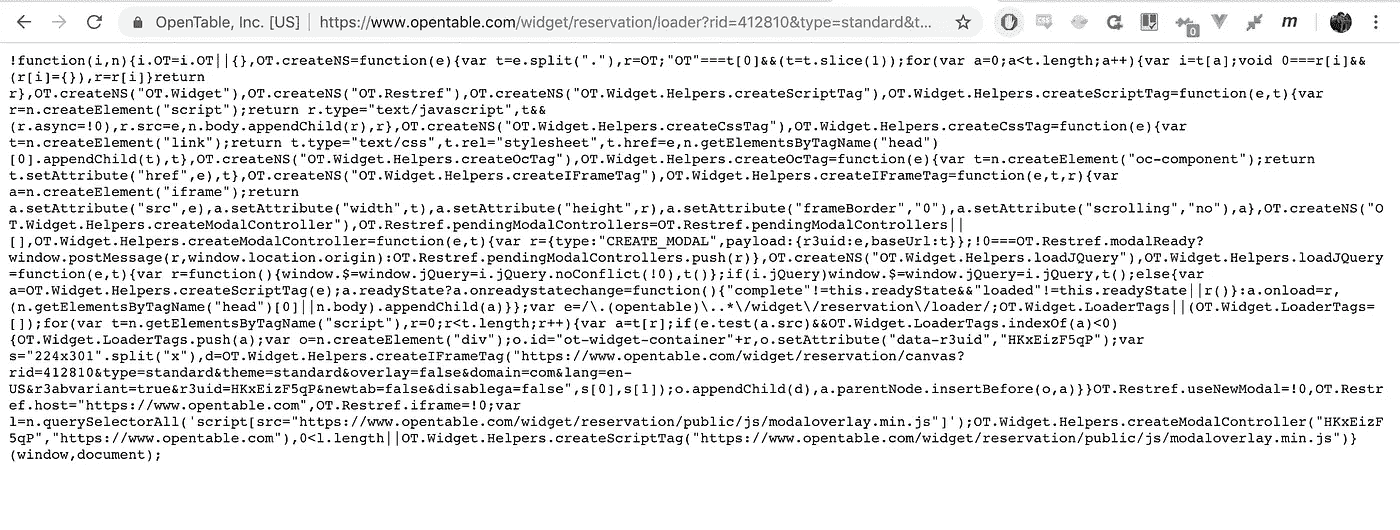 OpenTable, Inc. [US] | https://www.opentable.com/widget/reservation/loader?rid=412810&type=standard&t...
0
m
!function(i,n){i.OT=i.OT||{},OT.createNS=function(e){var t=e.split("."),r=OT;"OT"===t[0]&&(t=t.slice(1));for(var a=0;a<t.length;a++){var i=t[a];void 0===r[i]&&
(r[i]={}),r=r[i]}return
r},OT.createNS("OT.Widget"),OT.createNS("OT.Restref"),OT.createNS("OT.Widget.Helpers.createScriptTag"),OT.Widget.Helpers.createScriptTag=function(e,t){var
r=n.createElement("script");return r.type="text/javascript",t&&
(r.async=!0),r.src=e,n.body.appendChild(r),r},OT.createNS("OT.Widget.Helpers.createCssTag"),OT.Widget.Helpers.createCssTag=function(e){var
t=n.createElement("link");return t.type="text/css",t.rel="stylesheet",t.href=e,n.getElementsByTagName("head")
[0].appendChild(t),t},OT.createNS("OT.Widget.Helpers.createOcTag"),OT.Widget.Helpers.createOcTag=function(e){var t=n.createElement("oc-component");return
t.setAttribute("href",e),t},OT.createNS("OT.Widget.Helpers.createIFrameTag"),OT.Widget.Helpers.createIFrameTag=function(e,t,r){var
a=n.createElement("iframe");return
a.setAttribute("src",e),a.setAttribute("width",t),a.setAttribute("height",r),a.setAttribute("frameBorder","0"),a.setAttribute("scrolling","no"),a},OT.createNS("O
T.Widget.Helpers.createModalController"),OT.Restref.pendingModalControllers=OT.Restref.pendingModalControllers||
[],OT.Widget.Helpers.createModalController=function(e,t){var r={type:"CREATE_MODAL",payload:{r3uid:e,baseUrl:t}};!0===OT.Restref.modalReady?
window.postMessage(r,window.location.origin):OT.Restref.pendingModalControllers.push(r)},OT.createNS("OT.Widget.Helpers.loadJQuery"),OT.Widget.Helpers.loadJQuery
=function(e,t){var r=function(){window.$=window.jQuery=i.jQuery.noConflict(!0),t()};if(i.jQuery)window.$=window.jQuery=i.jQuery,t();else{var
a=OT.Widget.Helpers.createScriptTag(e);a.readyState?a.onreadystatechange=function(){"complete"!=this.readyState&&"loaded"!=this.readyState||r()}:a.onload=r,
(n.getElementsByTagName("head")[0]||n.body).appendChild(a)}};var e=/\.(opentable)\..*\/widget\/reservation\/loader/;OT.Widget.LoaderTags||(OT.Widget.LoaderTags=
[]);for(var t=n.getElementsByTagName("script"),r=0;r<t.length;r++){var a=t[r];if(e.test(a.src)&&OT.Widget.LoaderTags.indexOf(a)<0)
{OT.Widget.LoaderTags.push(a);var o=n.createElement("div");o.id="ot-widget-container"+r,o.setAttribute("data-r3uid","HKxEizF5qP");var
s="224x301".split("x"),d=OT.Widget.Helpers.createIFrameTag("https://www.opentable.com/widget/reservation/canvas?
rid=412810&type=standard&theme=standard&overlay=false&domain=com&lang=en-
US&r3abvariant=true&r3uid=HKxEizF5qP&newtab=false&disablega=false",s[0],s[1]);o.appendChild(d),a.parentNode.insertBefore(o,a)}}OT.Restref.useNewModal=!0,OT.Restr
ef.host="https://www.opentable.com",OT.Restref.iframe=!0;var
l=n.querySelectorAll('script[src="https://www.opentable.com/widget/reservation/public/js/modaloverlay.min.js"]');OT.Widget.Helpers.createModalController("HKxEizF
5qP","https://www.opentable.com"),0<l.length||OT.Widget.Helpers.createScriptTag("https://www.opentable.com/widget/reservation/public/js/modaloverlay.min.js")}
(window,document);